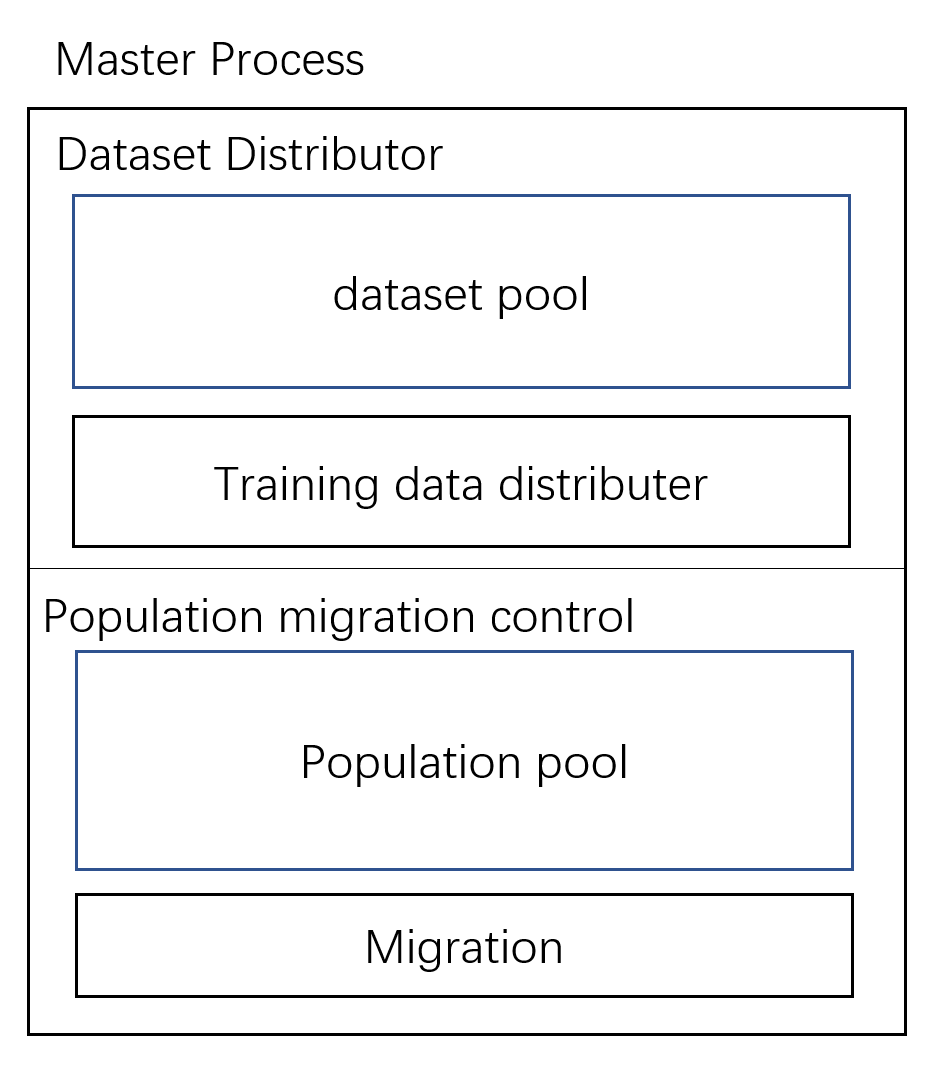 Master Process
Dataset Distributor
dataset pool
Training data distributer
Population migration control
Population pool
Migration